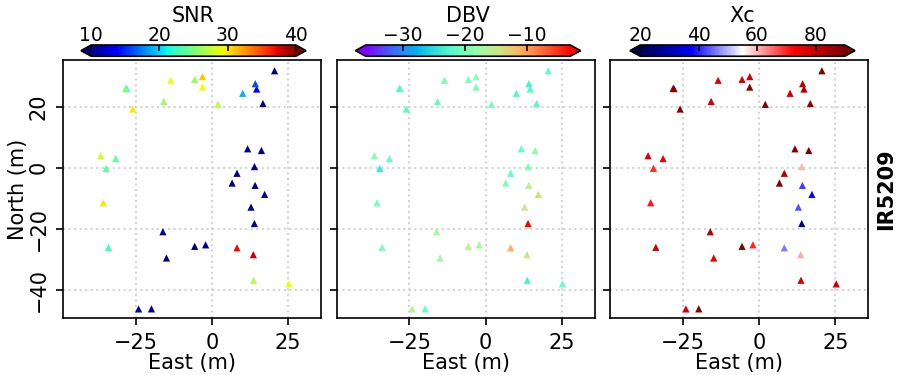 SNR DBV Xc
10 20 30 40 −30 −20 −10 20 40 60 80
20
0
−20
−40
North (m)
IR5209
−25 0 25 −25 0 25 −25 0 25
East (m) East (m) East (m)